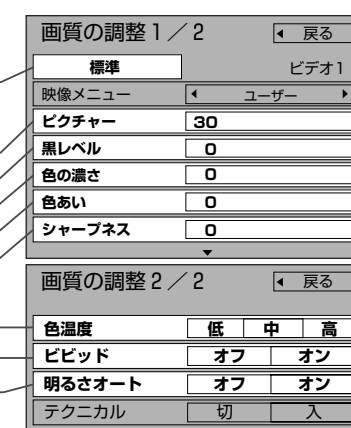 画質の調整１／２ 戻る
標準 ビデオ１
映像メニュー ユーザー
ピクチャー 30
黒レベル 0
色の濃さ 0
色あい 0
シャープネス 0
画質の調整２／２ 戻る
色温度 低 中 高
ビビッド オフ オン
明るさオート オフ オン
テクニカル 切 入